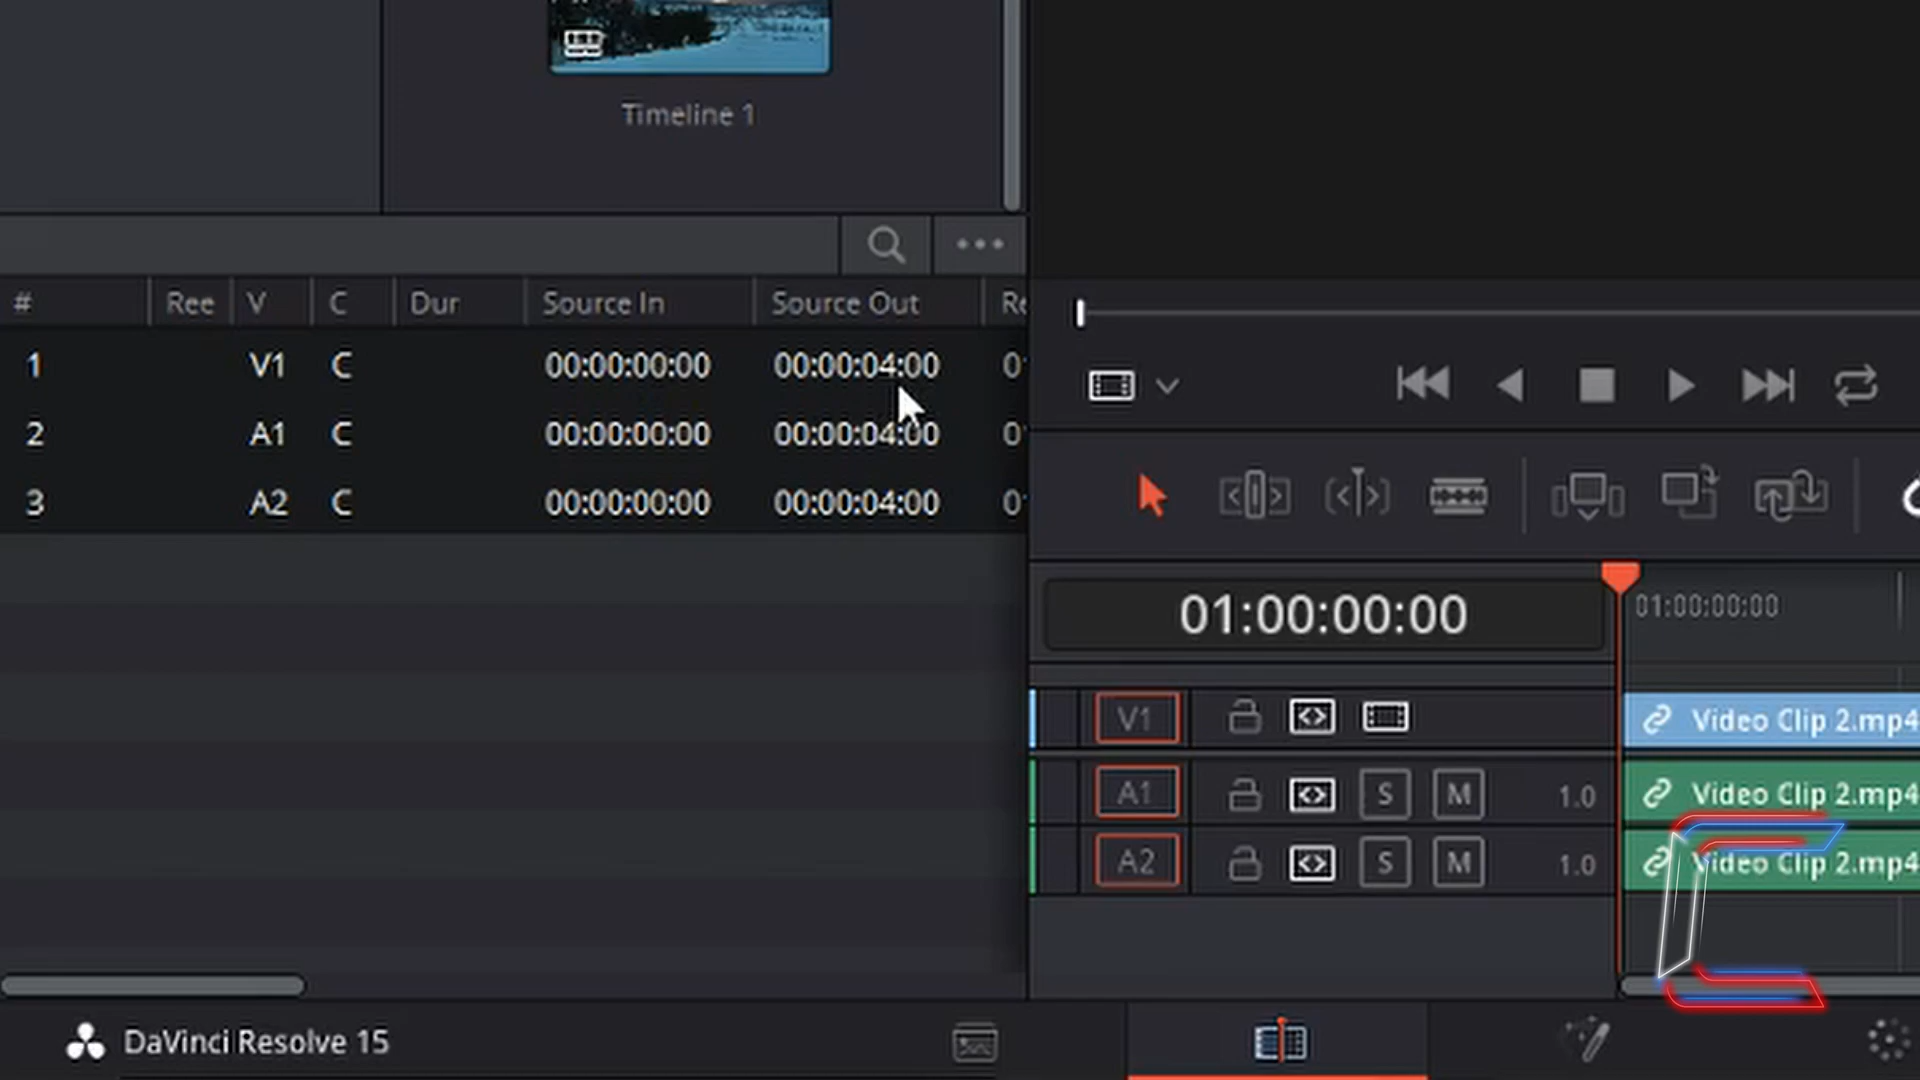 Timeline 1
# Ree V C Dur Source In Source Out Re
1 V1 C 00:00:00:00 00:00:04:00 01
2 A1 C 00:00:00:00 00:00:04:00 01
3 A2 C 00:00:00:00 00:00:04:00 01
01:00:00:00 01:00:00:00
V1 Video Clip 2.mp4
A1 S M 1.0 Video Clip 2.mp4
A2 S M 1.0 Video Clip 2.mp4
DaVinci Resolve 15